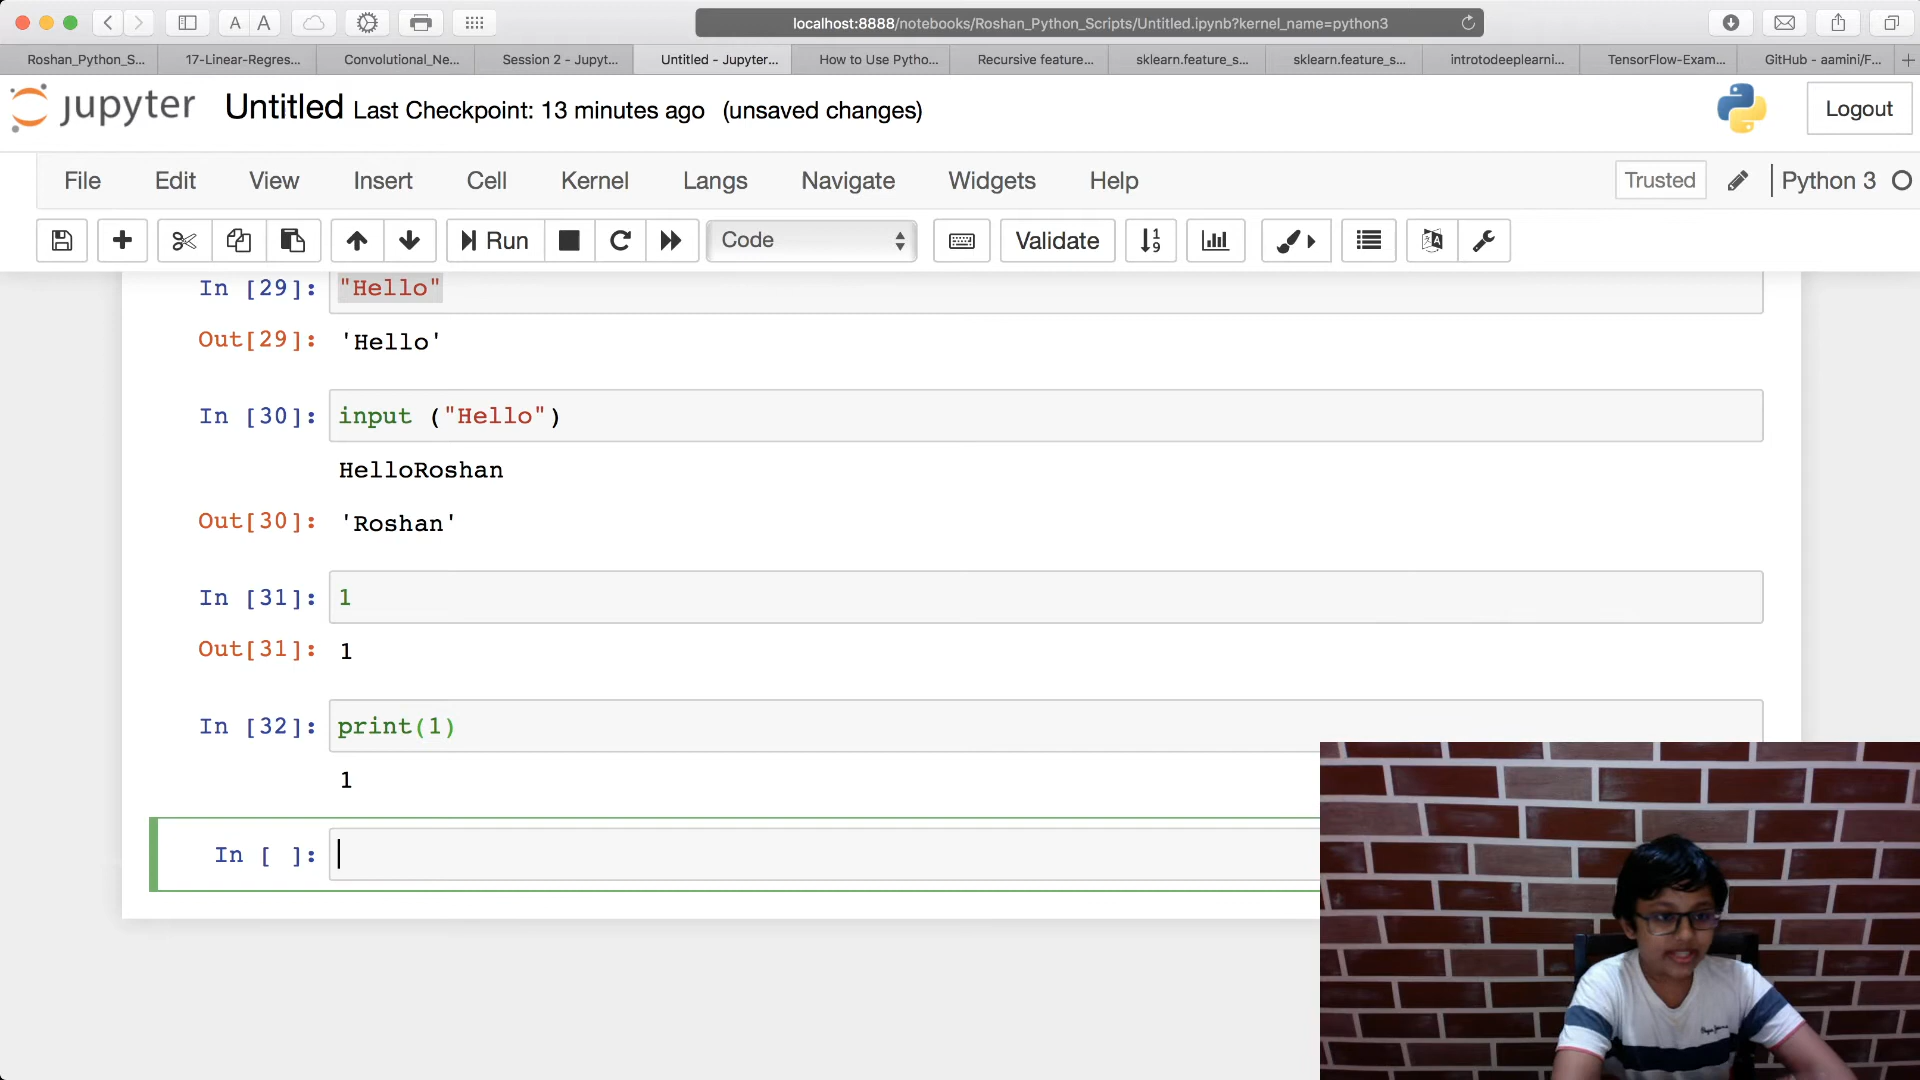 localhost:8888/notebooks/Roshan_Python_Scripts/Untitled.ipynb?kernel_name=python3
Roshan_Python_S...
17-Linear-Regres...
Convolutional_Ne...
Session 2 - Jupyt...
Untitled - Jupyter...
How to Use Pytho...
Recursive feature...
sklearn.feature_s...
sklearn.feature_s...
introtodeeplearni...
TensorFlow-Exam...
GitHub - aamini/F...
jupyter Untitled Last Checkpoint: 13 minutes ago (unsaved changes)
Logout
File Edit View Insert Cell Kernel Langs Navigate Widgets Help
Trusted
Python 3
Run
Code
Validate
In [29]: "Hello"
Out[29]: 'Hello'
In [30]: input ("Hello")
HelloRoshan
Out[30]: 'Roshan'
In [31]: 1
Out[31]: 1
In [32]: print(1)
1
In [ ]: